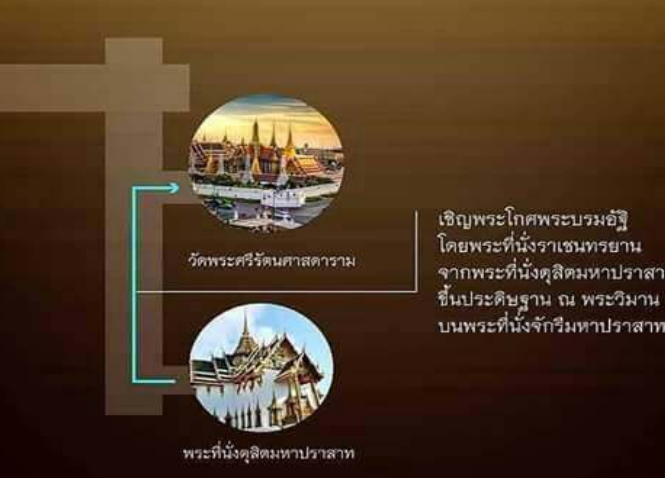 วัดพระศรีรัตนศาสดาราม
เชิญพระโกศพระบรมอัฐิ
โดยพระที่นั่งราเชนทรยาน
จากพระที่นั่งดุสิตมหาปราสา
ขึ้นประดิษฐาน ณ พระวิมาน
บนพระที่นั่งจักรีมหาปราสาท
พระที่นั่งดุสิตมหาปราสาท